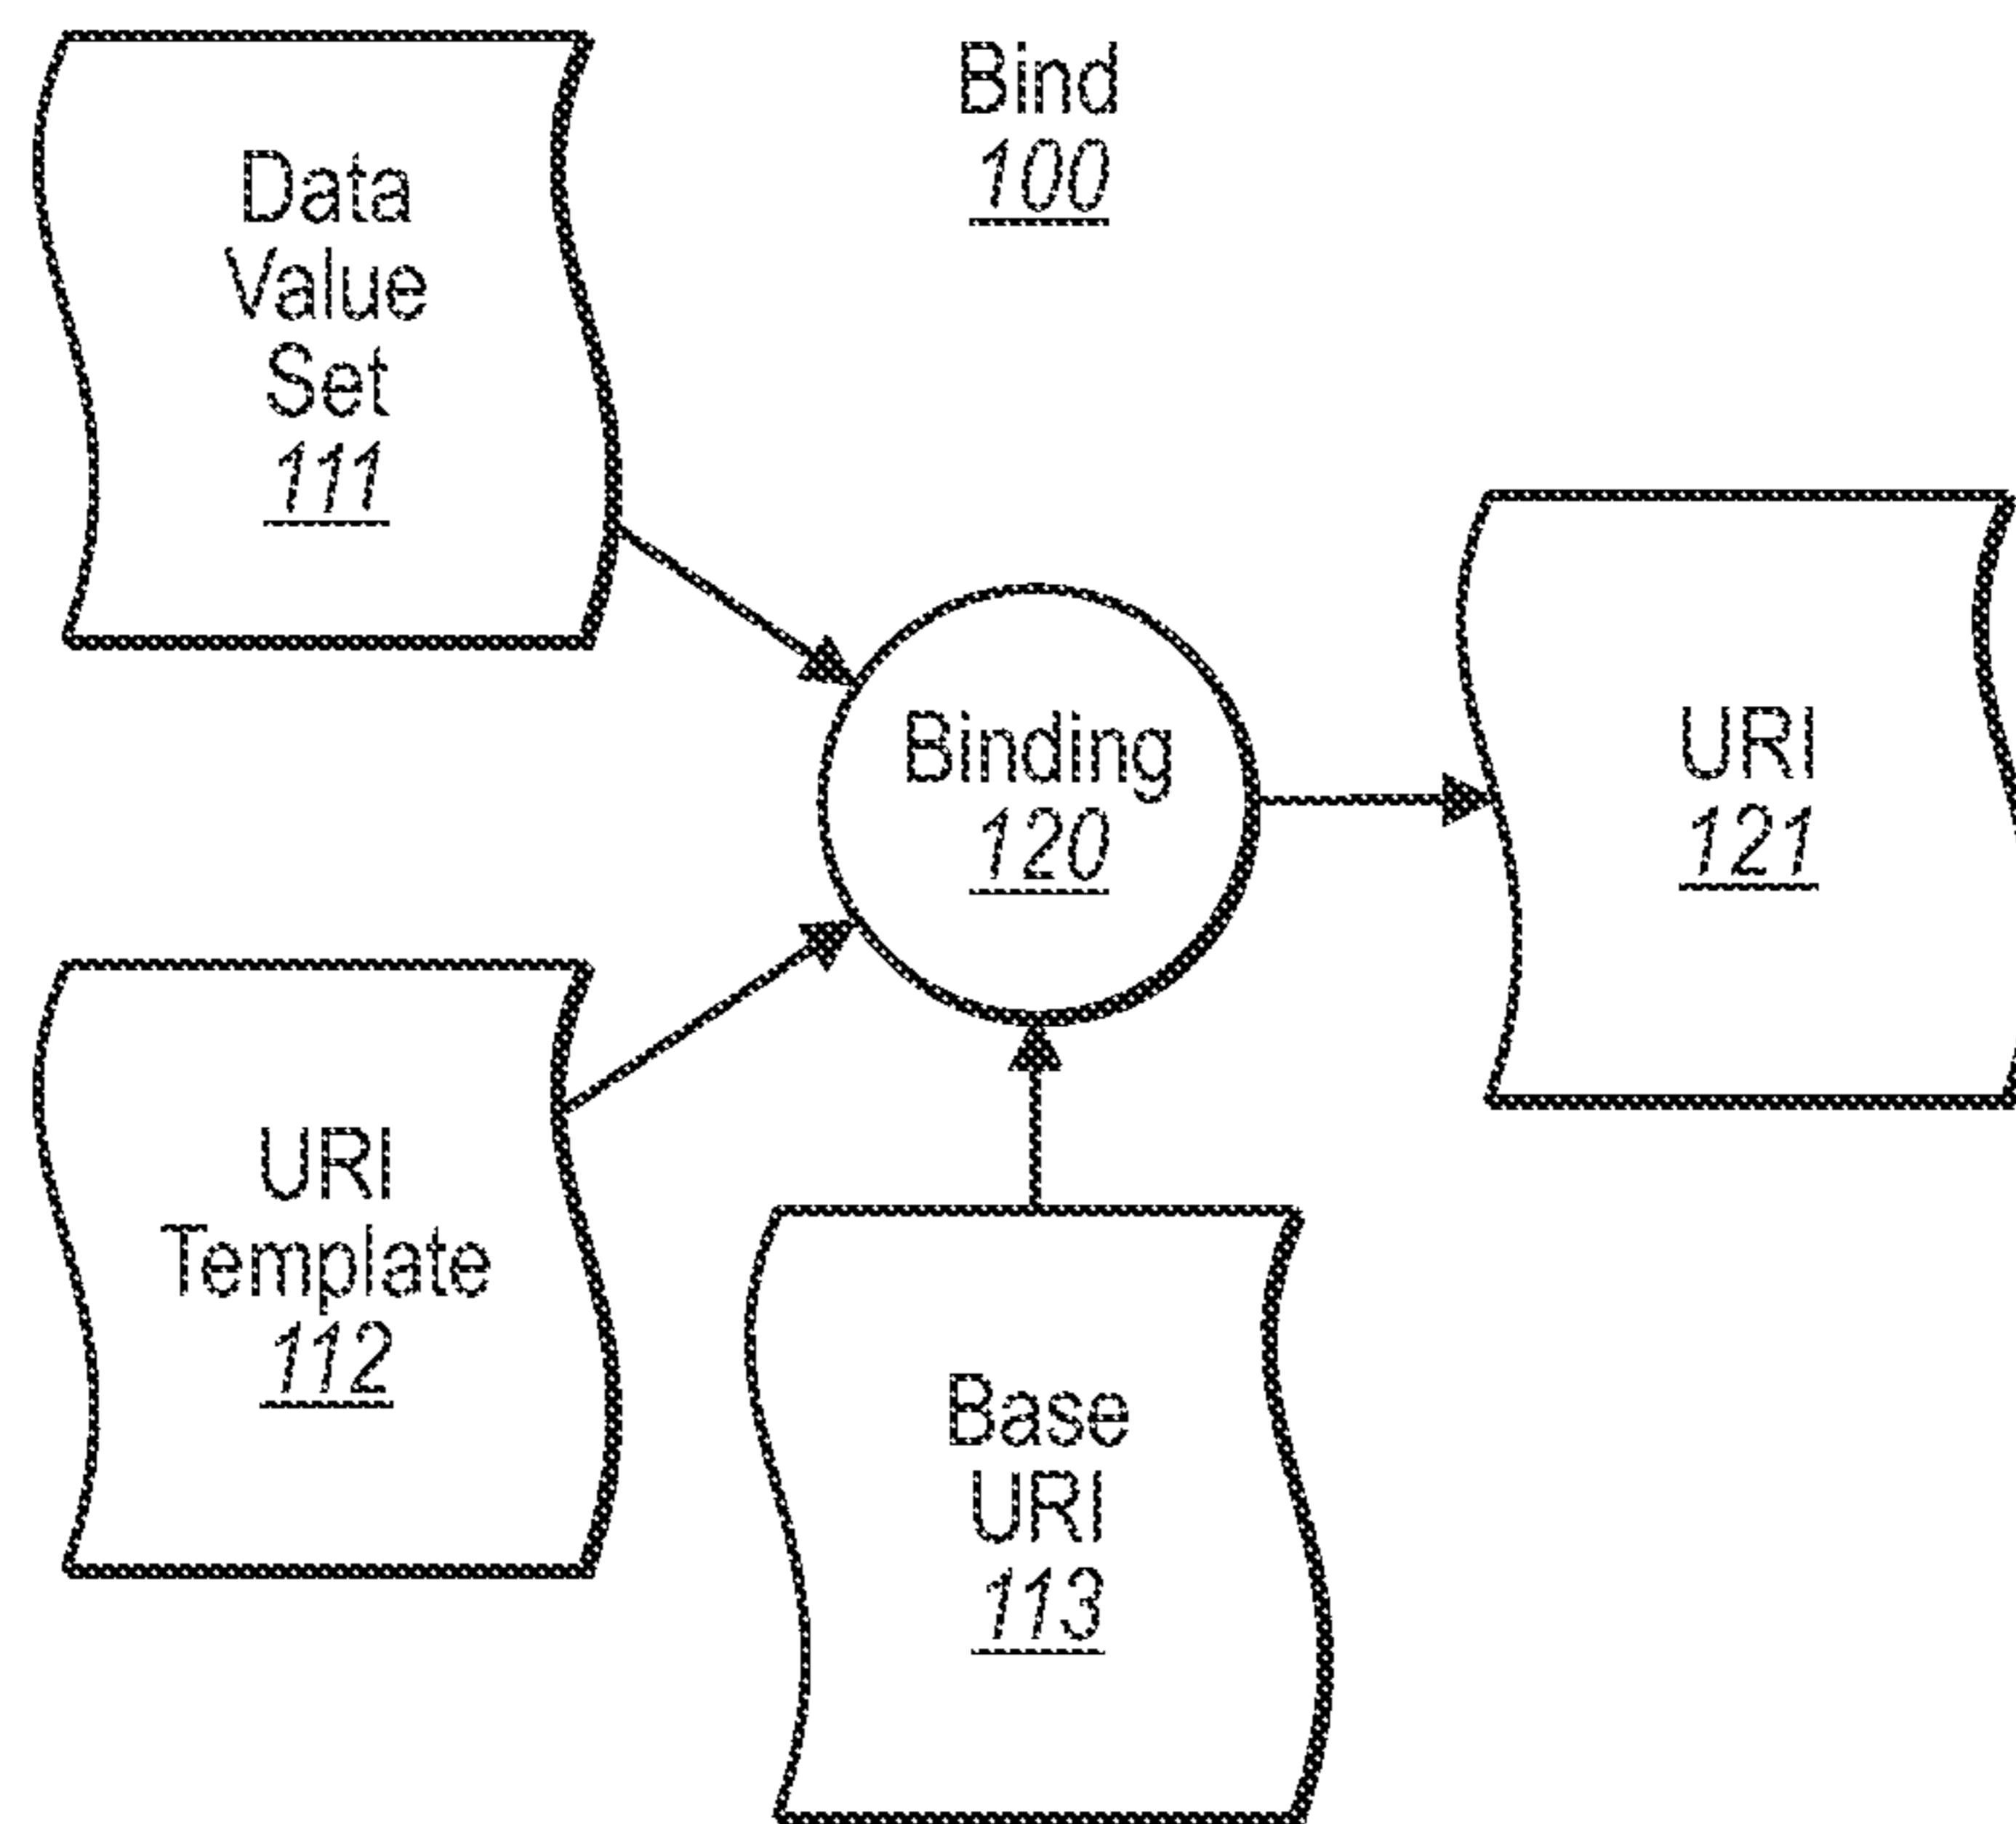 Bind
100
Data
Value
Set
111
Binding
120
URI
121
URI
Template
112
Base
URI
113